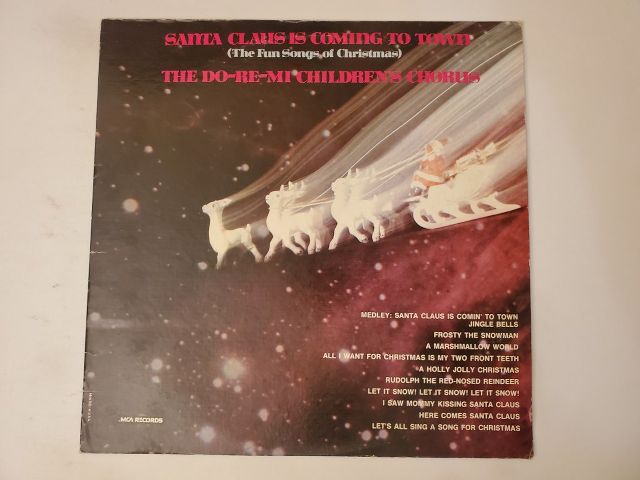 SANTA CLAUS IS COMING TO TOWN
(The Fun Songs of Christmas)
THE DO-RE-MI CHILDREN'S CHORUS
MEDLEY: SANTA CLAUS IS COMIN' TO TOWN
JINGLE BELLS
FROSTY THE SNOWMAN
A MARSHMALLOW WORLD
ALL I WANT FOR CHRISTMAS IS MY TWO FRONT TEETH
A HOLLY JOLLY CHRISTMAS
RUDOLPH THE RED-NOSED REINDEER
LET IT SNOW! LET IT SNOW! LET IT SNOW!
I SAW MOMMY KISSING SANTA CLAUS
HERE COMES SANTA CLAUS
LET'S ALL SING A SONG FOR CHRISTMAS
MCA RECORDS